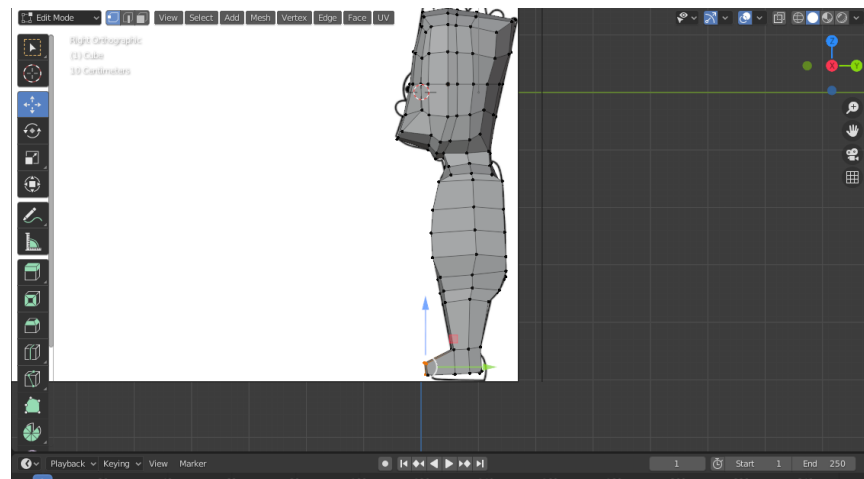 Edit Mode View Select Add Mesh Vertex Edge Face UV
Right Orthographic
(1) Cube
10 Centimeters
Z
X
Y
Playback Keying View Marker 1 Start 1 End 250